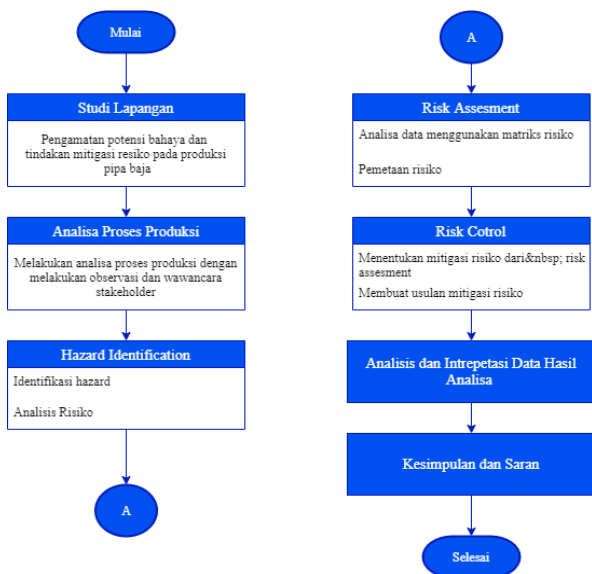 Mulai
Studi Lapangan
Pengamatan potensi bahaya dan
tindakan mitigasi resiko pada produksi
pipa baja
Analisa Proses Produksi
Melakukan analisa proses produksi dengan
melakukan observasi dan wawancara
stakeholder
Hazard Identification
Identifikasi hazard
Analisis Risiko
A
A
Risk Assesment
Analisa data menggunakan matriks risiko
Pemetaan risiko
Risk Cotrol
Menentukan mitigasi risiko dari&nbsp; risk
assesment
Membuat usulan mitigasi risiko
Analisis dan Intrepetasi Data Hasil
Analisa
Kesimpulan dan Saran
Selesai